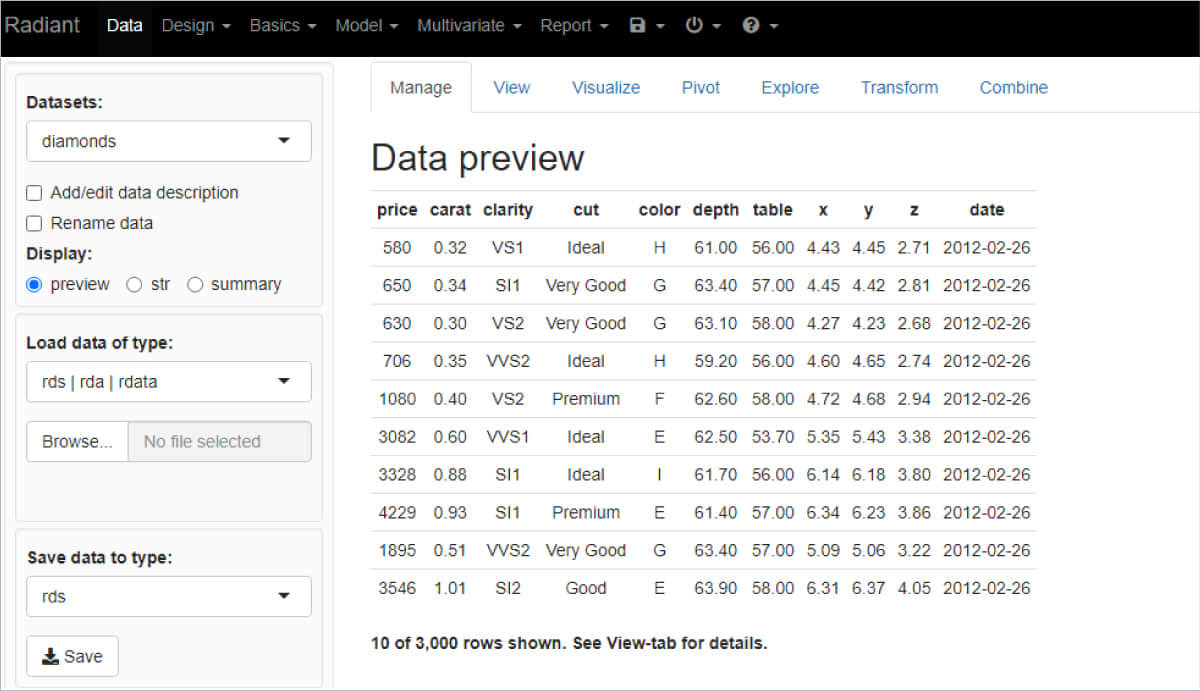 Radiant Data Design Basics Model Multivariate Report
Datasets:
diamonds
Add/edit data description
Rename data
Display:
preview str summary
Load data of type:
rds | rda | rdata
Browse... No file selected
Save data to type:
rds
Save
Manage View Visualize Pivot Explore Transform Combine
Data preview
price carat clarity cut color depth table x y z date
580 0.32 VS1 Ideal H 61.00 56.00 4.43 4.45 2.71 2012-02-26
650 0.34 SI1 Very Good G 63.40 57.00 4.45 4.42 2.81 2012-02-26
630 0.30 VS2 Very Good G 63.10 58.00 4.27 4.23 2.68 2012-02-26
706 0.35 VVS2 Ideal H 59.20 56.00 4.60 4.65 2.74 2012-02-26
1080 0.40 VS2 Premium F 62.60 58.00 4.72 4.68 2.94 2012-02-26
3082 0.60 VVS1 Ideal E 62.50 53.70 5.35 5.43 3.38 2012-02-26
3328 0.88 SI1 Ideal I 61.70 56.00 6.14 6.18 3.80 2012-02-26
4229 0.93 SI1 Premium E 61.40 57.00 6.34 6.23 3.86 2012-02-26
1895 0.51 VVS2 Very Good G 63.40 57.00 5.09 5.06 3.22 2012-02-26
3546 1.01 SI2 Good E 63.90 58.00 6.31 6.37 4.05 2012-02-26
10 of 3,000 rows shown. See View-tab for details.